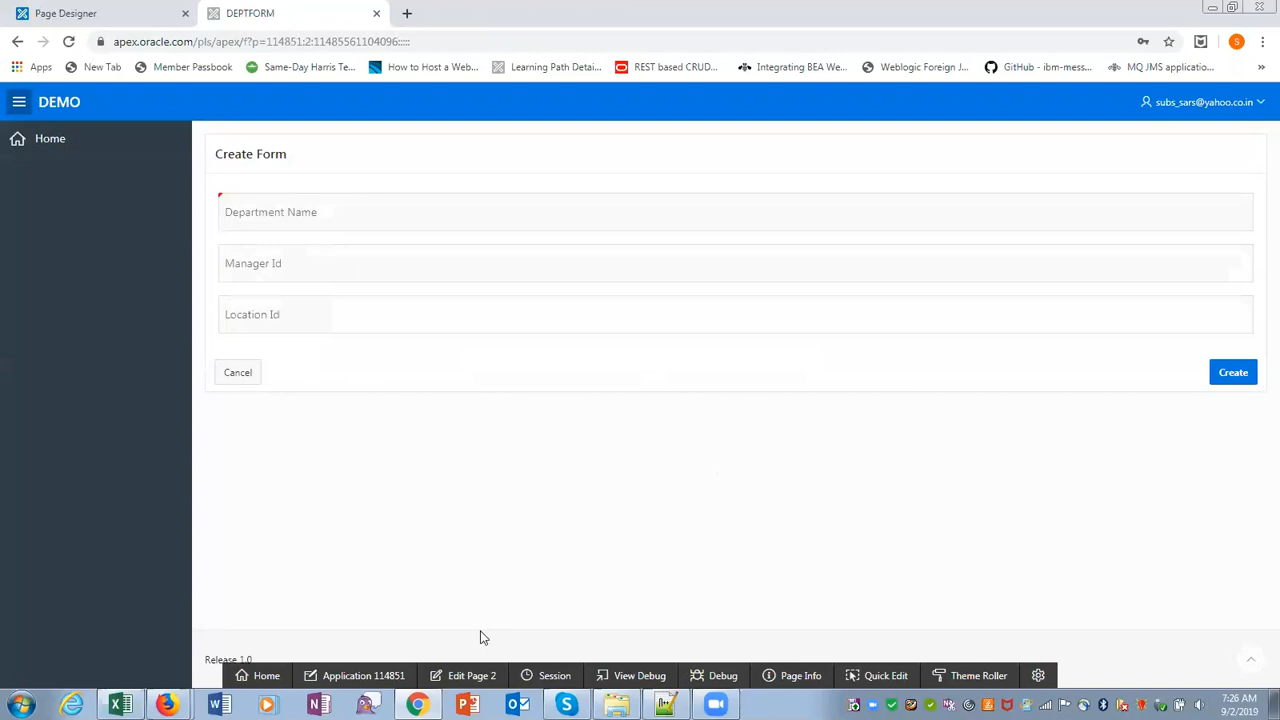 Page Designer
DEPTFORM
apex.oracle.com/pls/apex/f?p=114851:2:11485561104096:::::
S
Apps
New Tab
Member Passbook
Same-Day Harris Te...
How to Host a Web...
Learning Path Detai...
REST based CRUD...
Integrating BEA We...
Weblogic Foreign J...
GitHub - ibm-mess...
MQ JMS applicatio...
»
DEMO
subs_sars@yahoo.co.in
Home
Create Form
Department Name
Manager Id
Location Id
Cancel
Create
Release 1.0
Home
Application 114851
Edit Page 2
Session
View Debug
Debug
Page Info
Quick Edit
Theme Roller
7:26 AM
9/2/2019